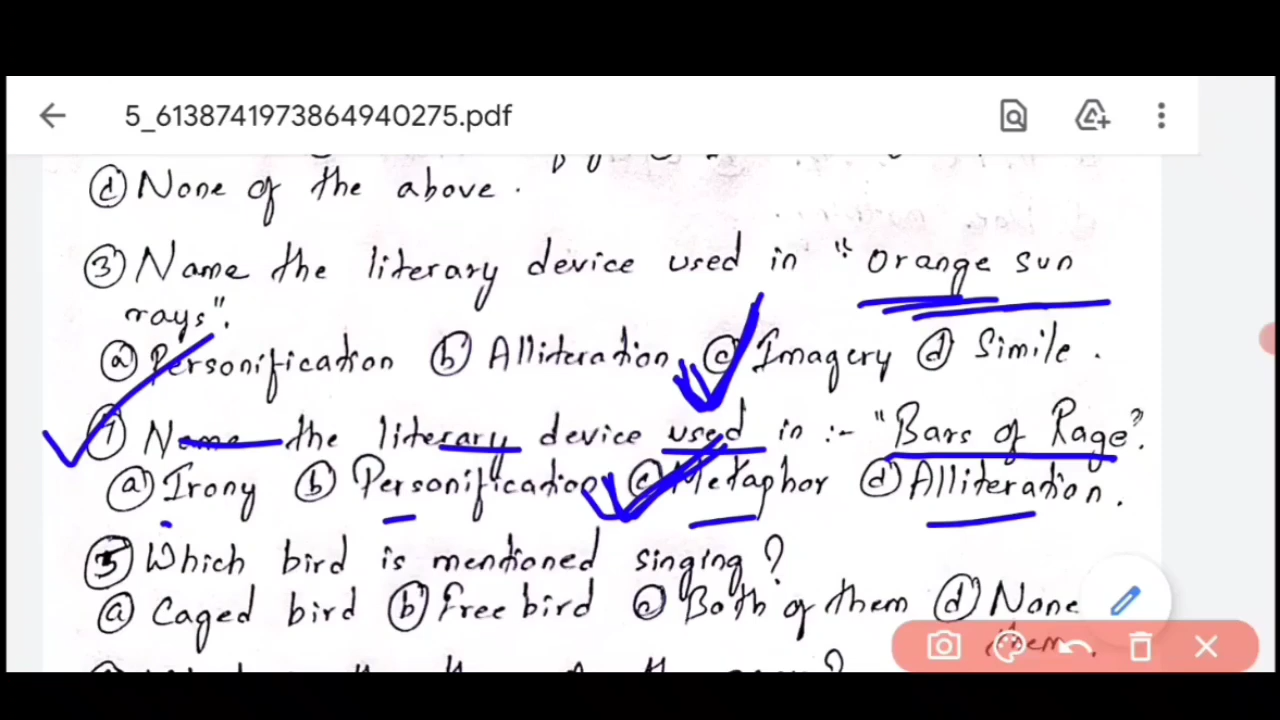 5_6138741973864940275.pdf
d None of the above.
3 Name the literary device used in "orange sun
rays".
a Personification b Alliteration c Imagery d Simile.
Name the literary device used in :- "Bars of Rage".
a Irony b Personification c Metaphor d Alliteration.
5 Which bird is mentioned singing?
a Caged bird b free bird c Both of them d None
them.